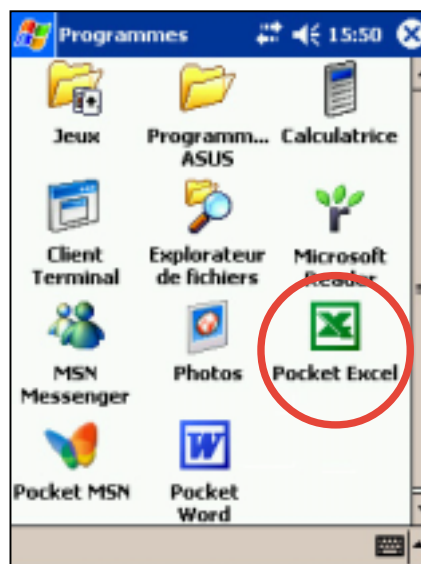 Programmes 15:50
Jeux
Programm...
ASUS
Calculatrice
Client
Terminal
Explorateur
de fichiers
Microsoft
Reader
MSN
Messenger
Photos
Pocket Excel
Pocket MSN
Pocket
Word